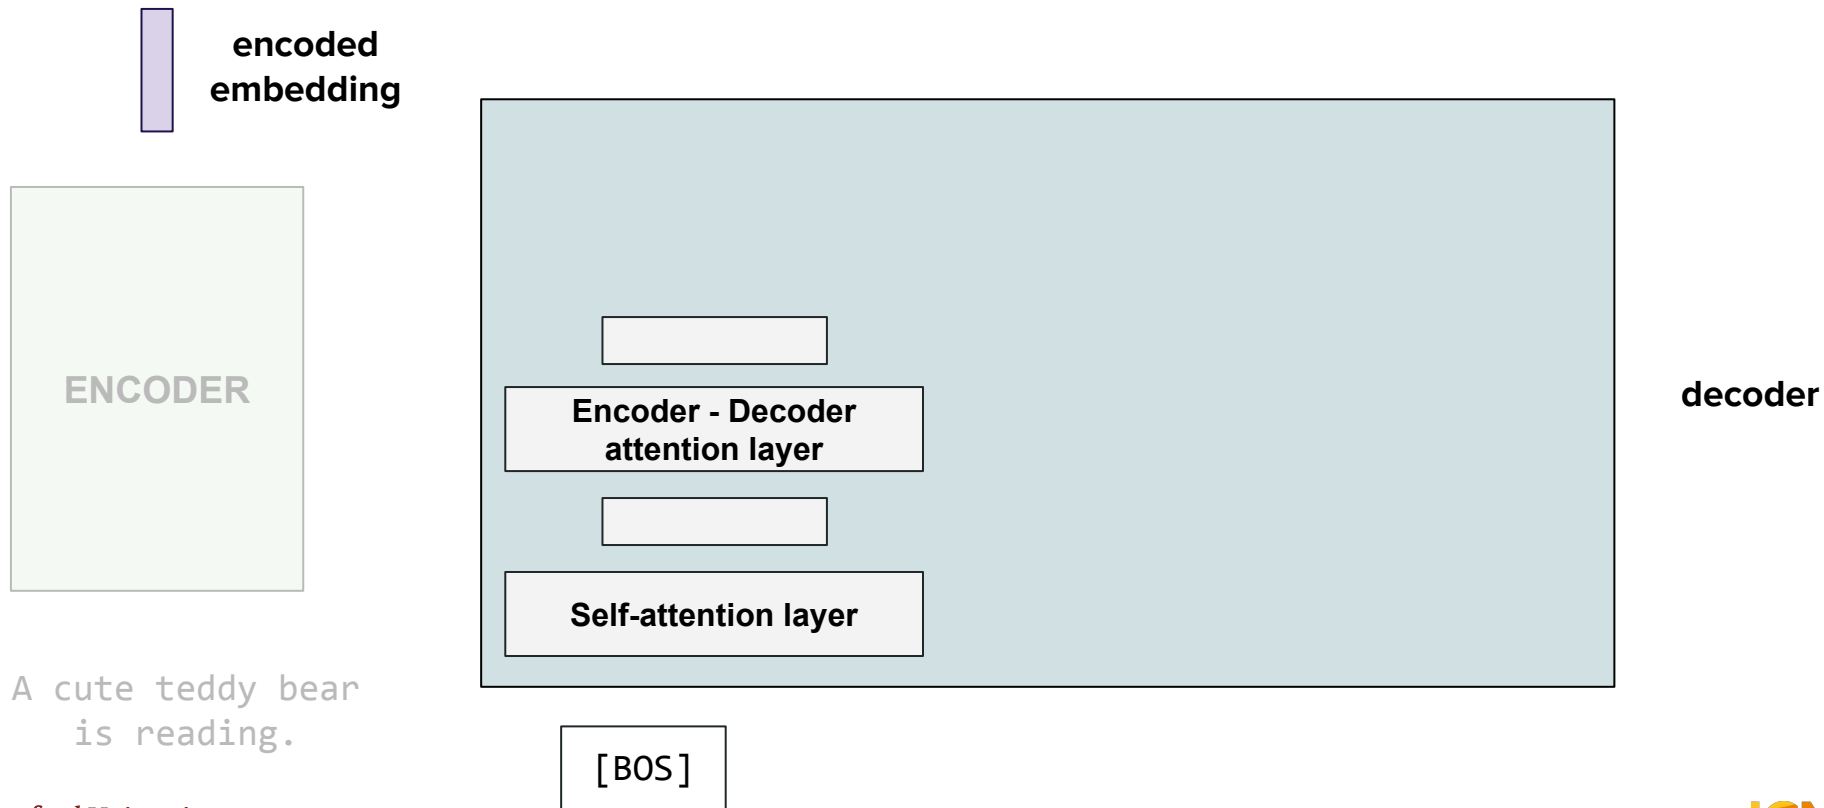 encoded
embedding
ENCODER
Encoder - Decoder
attention layer
decoder
Self-attention layer
A cute teddy bear
is reading.
[BOS]